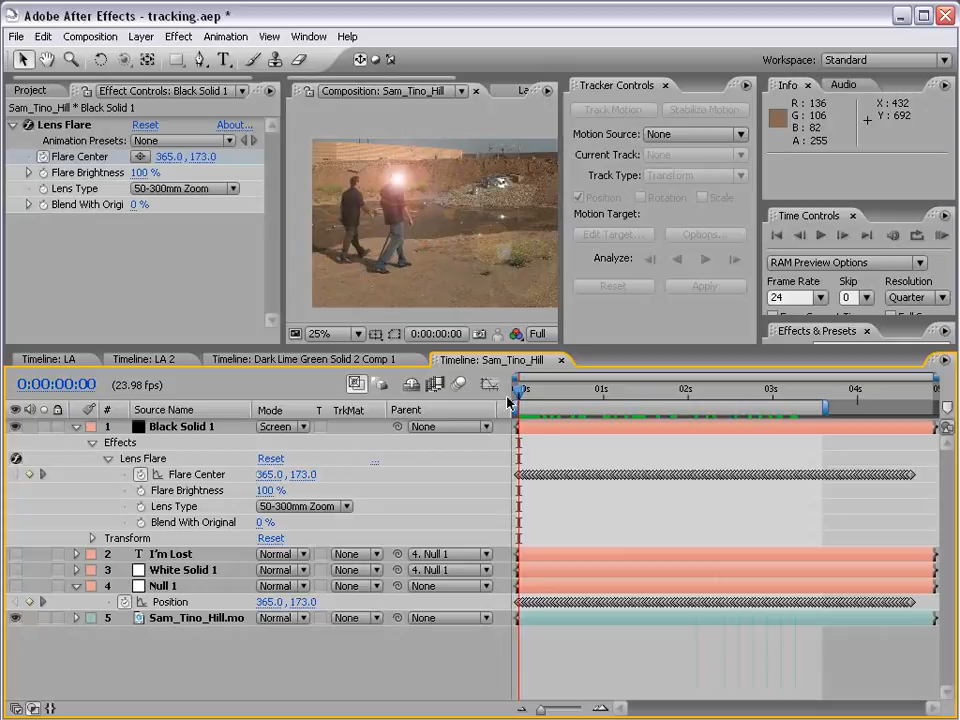 Adobe After Effects - tracking.aep *
File Edit Composition Layer Effect Animation View Window Help
Workspace: Standard
Project Effect Controls: Black Solid 1
Composition: Sam_Tino_Hill
La
Tracker Controls
Info Audio
Sam_Tino_Hill * Black Solid 1
Lens Flare Reset About...
Animation Presets: None
Flare Center 365.0, 173.0
Flare Brightness 100 %
Lens Type 50-300mm Zoom
Blend With Origi 0 %
Track Motion Stabilize Motion
Motion Source: None
Current Track: None
Track Type: Transform
Position Rotation Scale
Motion Target:
Edit Target... Options...
Analyze:
Reset Apply
R : 136
G : 106
B : 82
A : 255
X : 432
Y : 692
Time Controls
RAM Preview Options
Frame Rate Skip Resolution
24 0 Quarter
Effects & Presets
25% 0:00:00:00 Full
Timeline: LA Timeline: LA 2 Timeline: Dark Lime Green Solid 2 Comp 1 Timeline: Sam_Tino_Hill
0:00:00:00 (23.98 fps)
01s 02s 03s 04s
# Source Name Mode T TrkMat Parent
1 Black Solid 1 Screen None
Effects
Lens Flare Reset ...
Flare Center 365.0, 173.0
Flare Brightness 100 %
Lens Type 50-300mm Zoom
Blend With Original 0 %
Transform Reset
2 T I'm Lost Normal None 4. Null 1
3 White Solid 1 Normal None 4. Null 1
4 Null 1 Normal None None
Position 365.0, 173.0
5 Sam_Tino_Hill.mo Normal None None